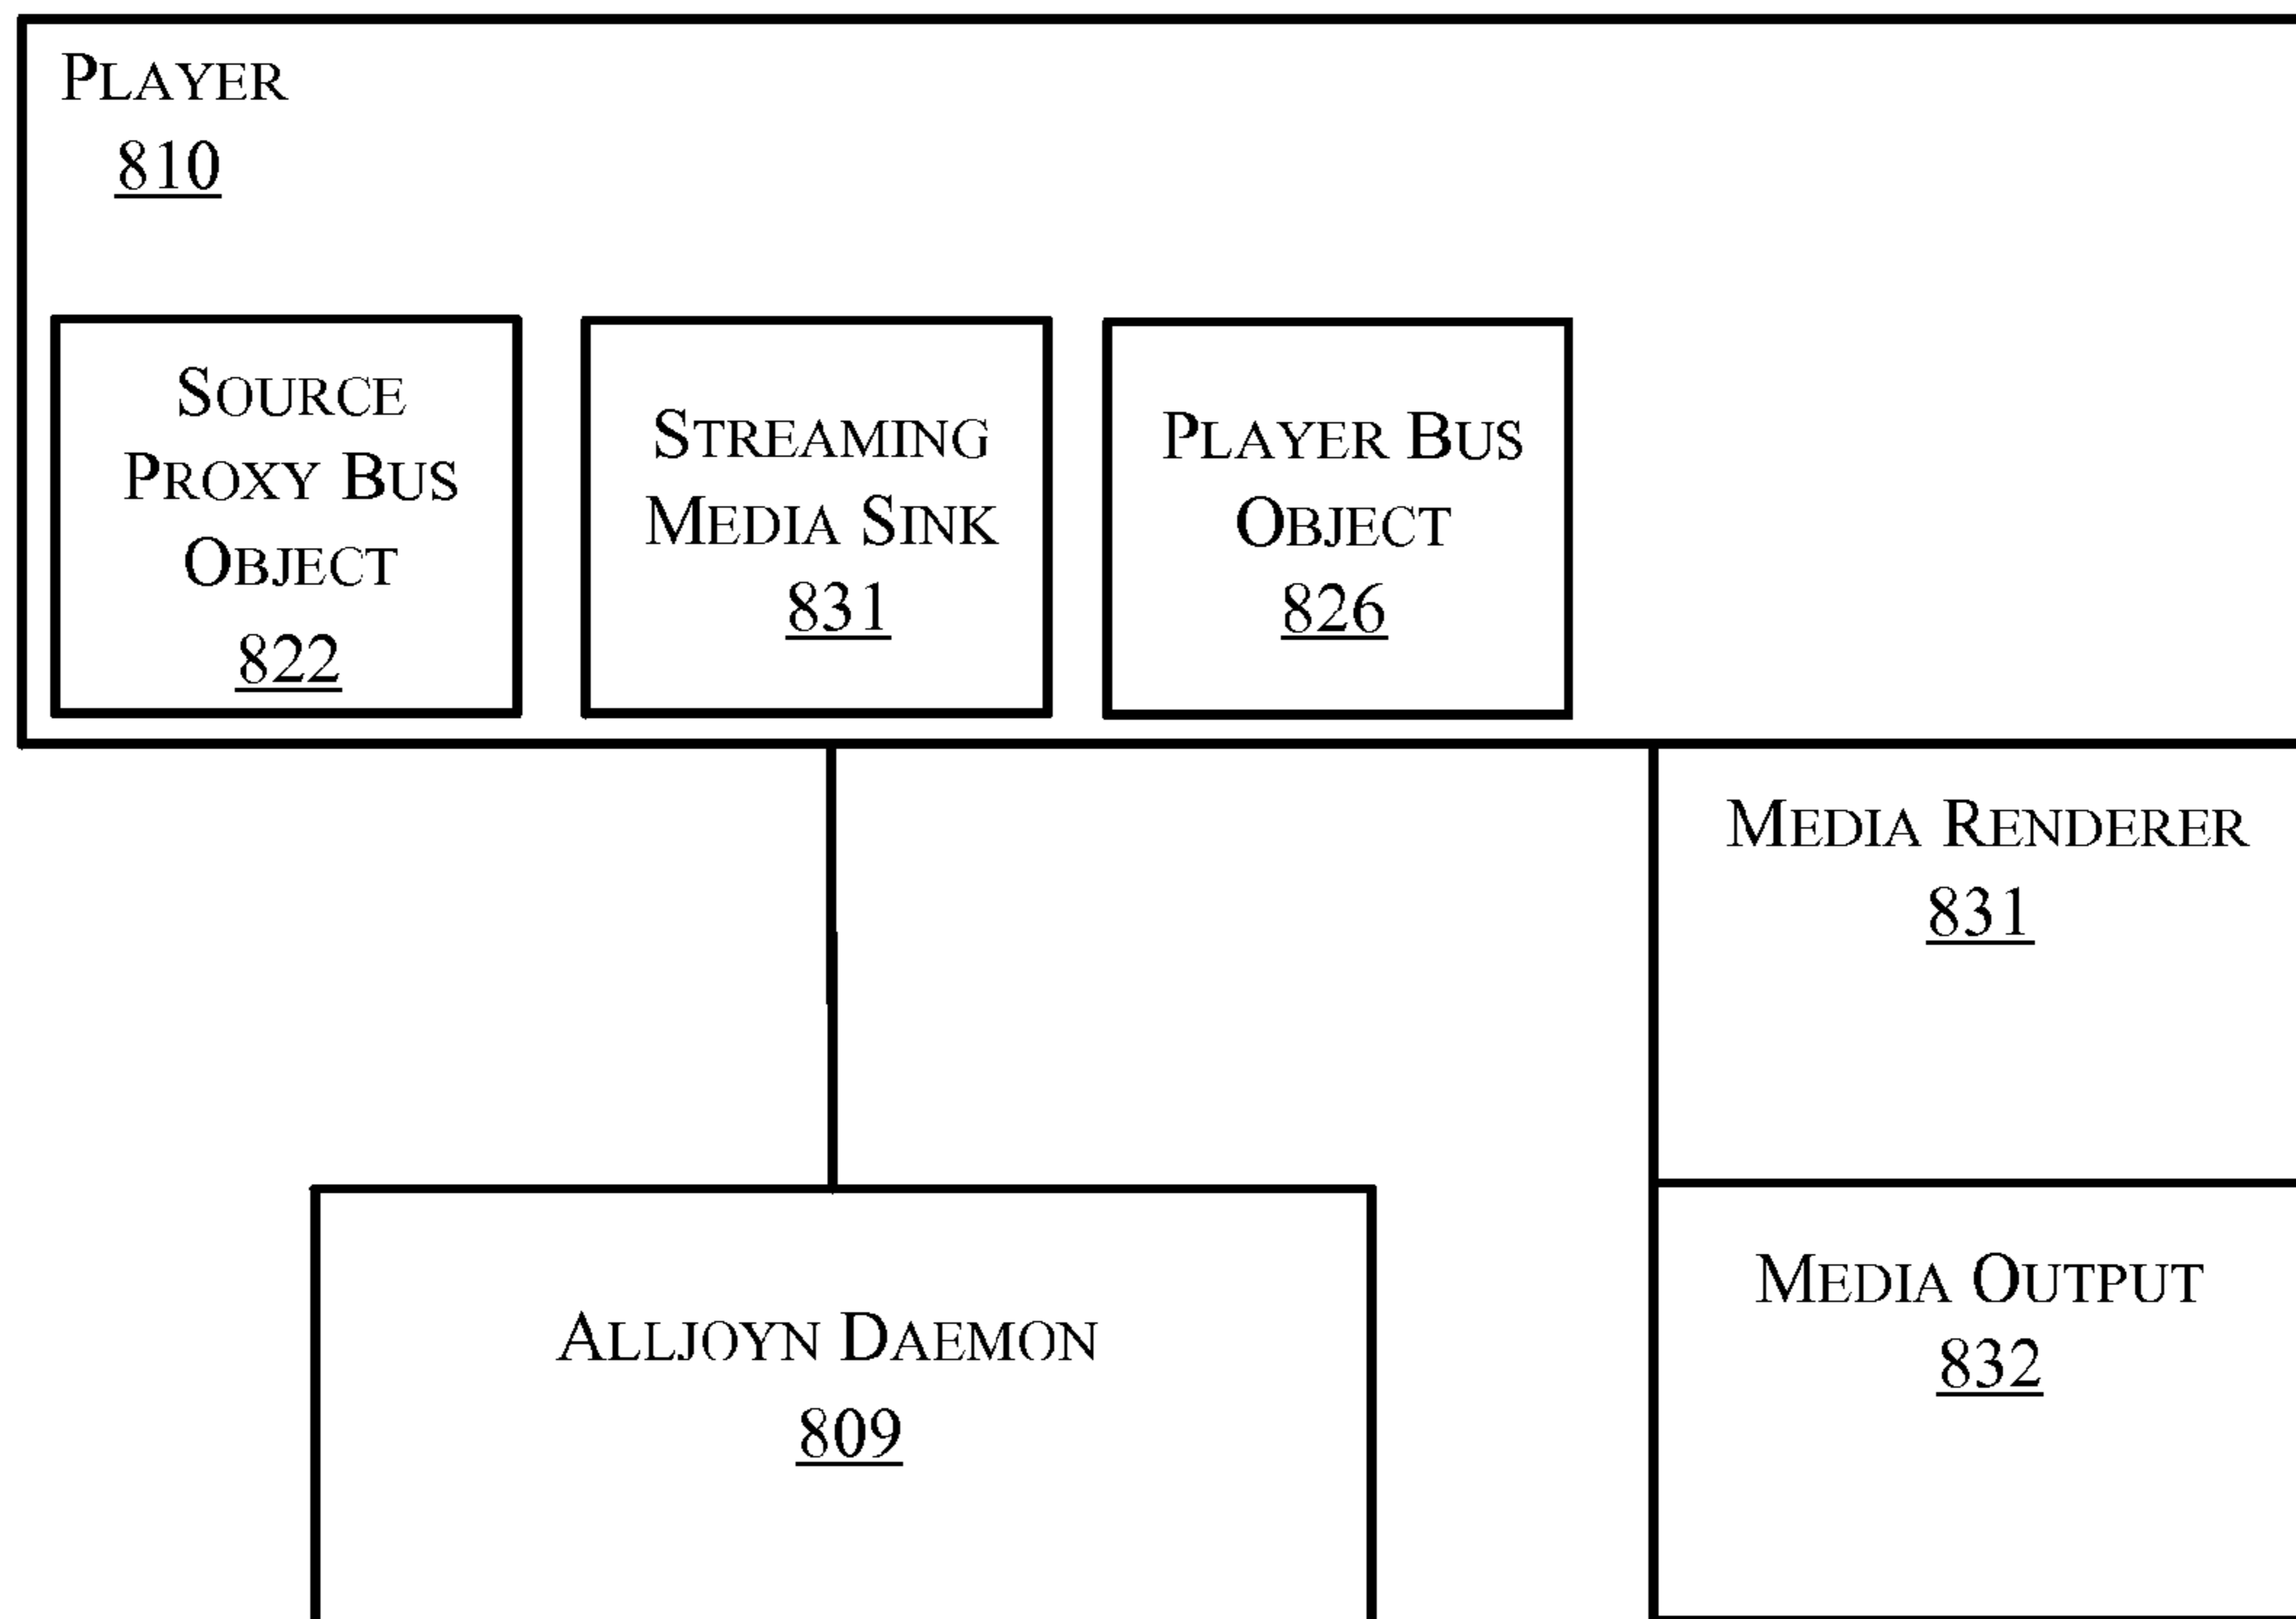 PLAYER
810
SOURCE
PROXY BUS
OBJECT
822
STREAMING
MEDIA SINK
831
PLAYER BUS
OBJECT
826
MEDIA RENDERER
831
MEDIA OUTPUT
832
ALLJOYN DAEMON
809